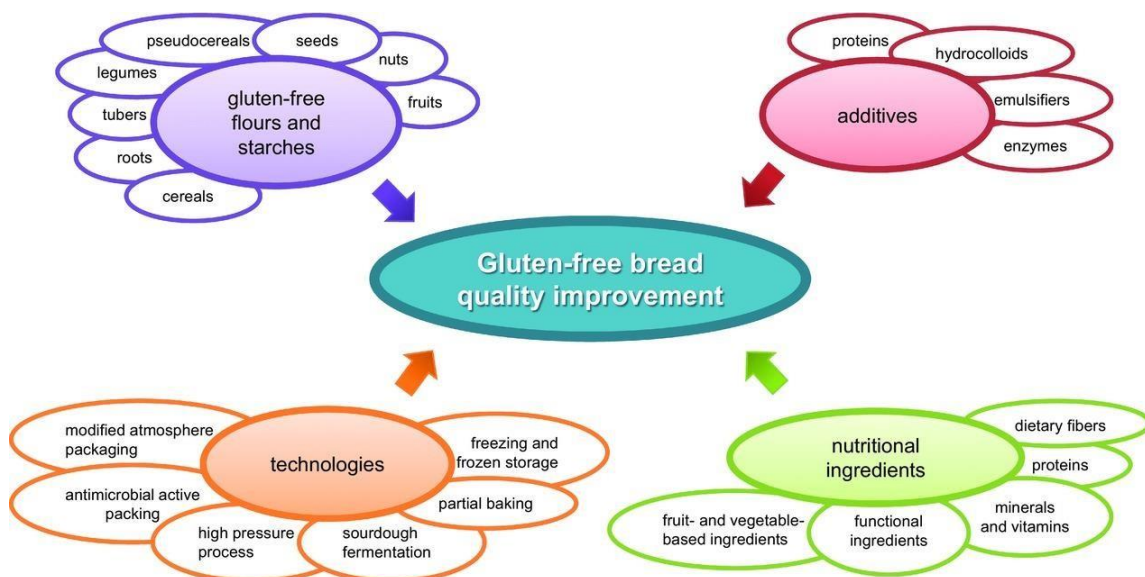 pseudocereals
seeds
nuts
legumes
fruits
tubers
roots
cereals
gluten-free
flours and
starches
proteins
hydrocolloids
emulsifiers
enzymes
additives
Gluten-free bread
quality improvement
modified atmosphere
packaging
antimicrobial active
packing
high pressure
process
sourdough
fermentation
partial baking
freezing and
frozen storage
technologies
nutritional
ingredients
dietary fibers
proteins
minerals
and vitamins
functional
ingredients
fruit- and vegetable-
based ingredients